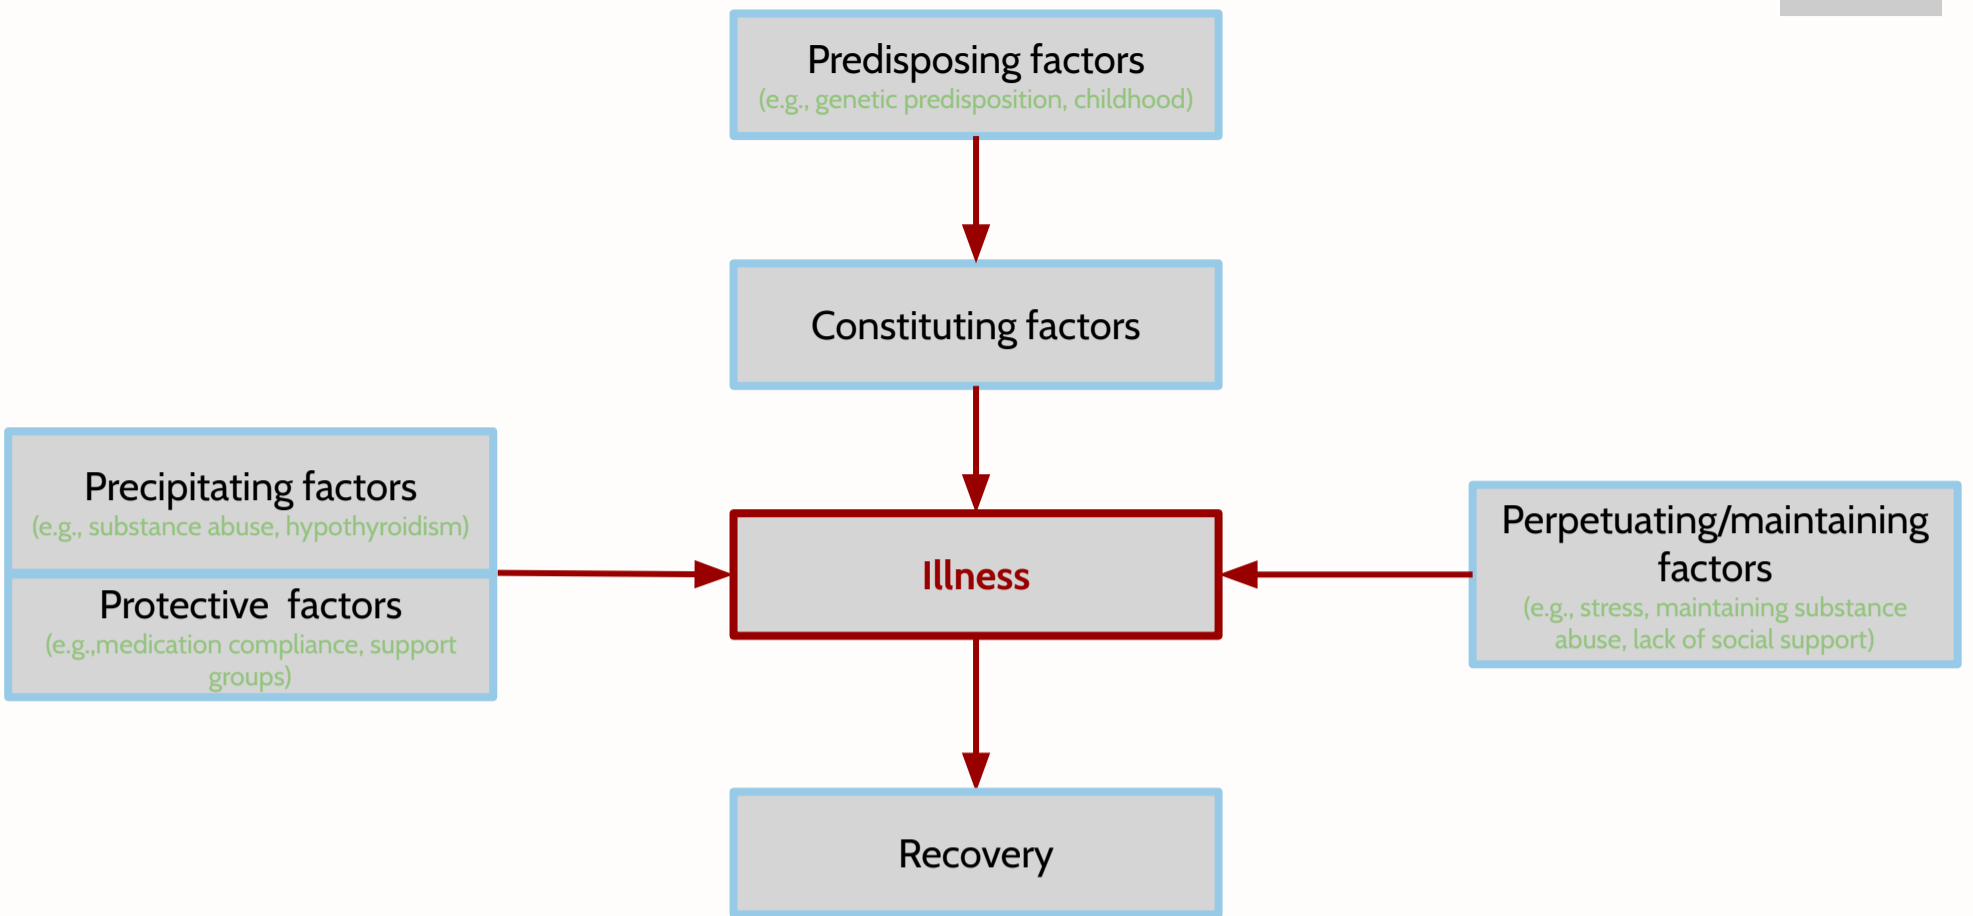 Predisposing factors
(e.g., genetic predisposition, childhood)
Constituting factors
Precipitating factors
(e.g., substance abuse, hypothyroidism)
Protective  factors
(e.g.,medication compliance, support
groups)
Illness
Perpetuating/maintaining
factors
(e.g., stress, maintaining substance
abuse, lack of social support)
Recovery